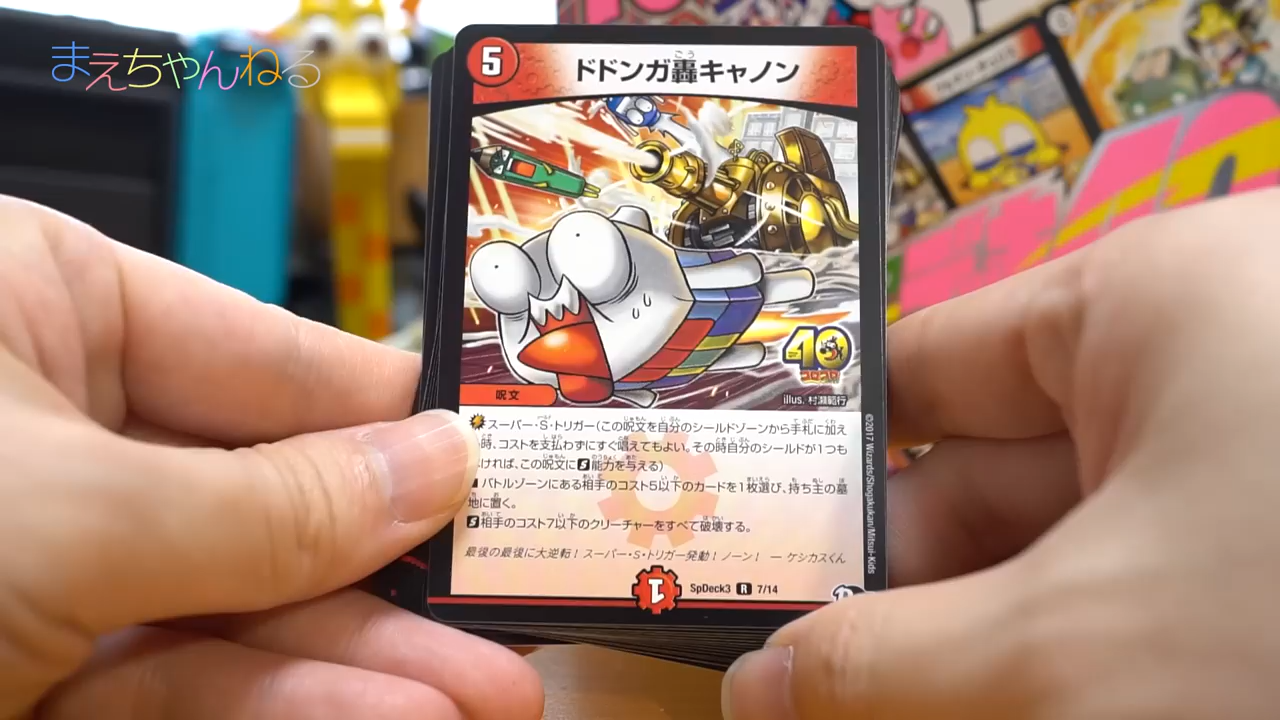 まえちゃんねる
5
ドドンガ轟キャノン
ごう
40
コロコロ
呪文
illus. 村瀬範行
スーパー・S・トリガー(この呪文を自分のシールドゾーンから手札に加え
時、コストを支払わずにすぐ唱えてもよい。その時自分のシールドが1つも
ければ、この呪文にS能力を与える)
バトルゾーンにある相手のコスト5以下のカードを1枚選び、持ち主の墓
地に置く。
S相手のコスト7以下のクリーチャーをすべて破壊する。
最後の最後に大逆転!スーパー・S・トリガー発動!ノーン! ― ケシカスくん
1
SpDeck3 R 7/14
©2017 Wizards/Shogakukan/Mitsui-Kids